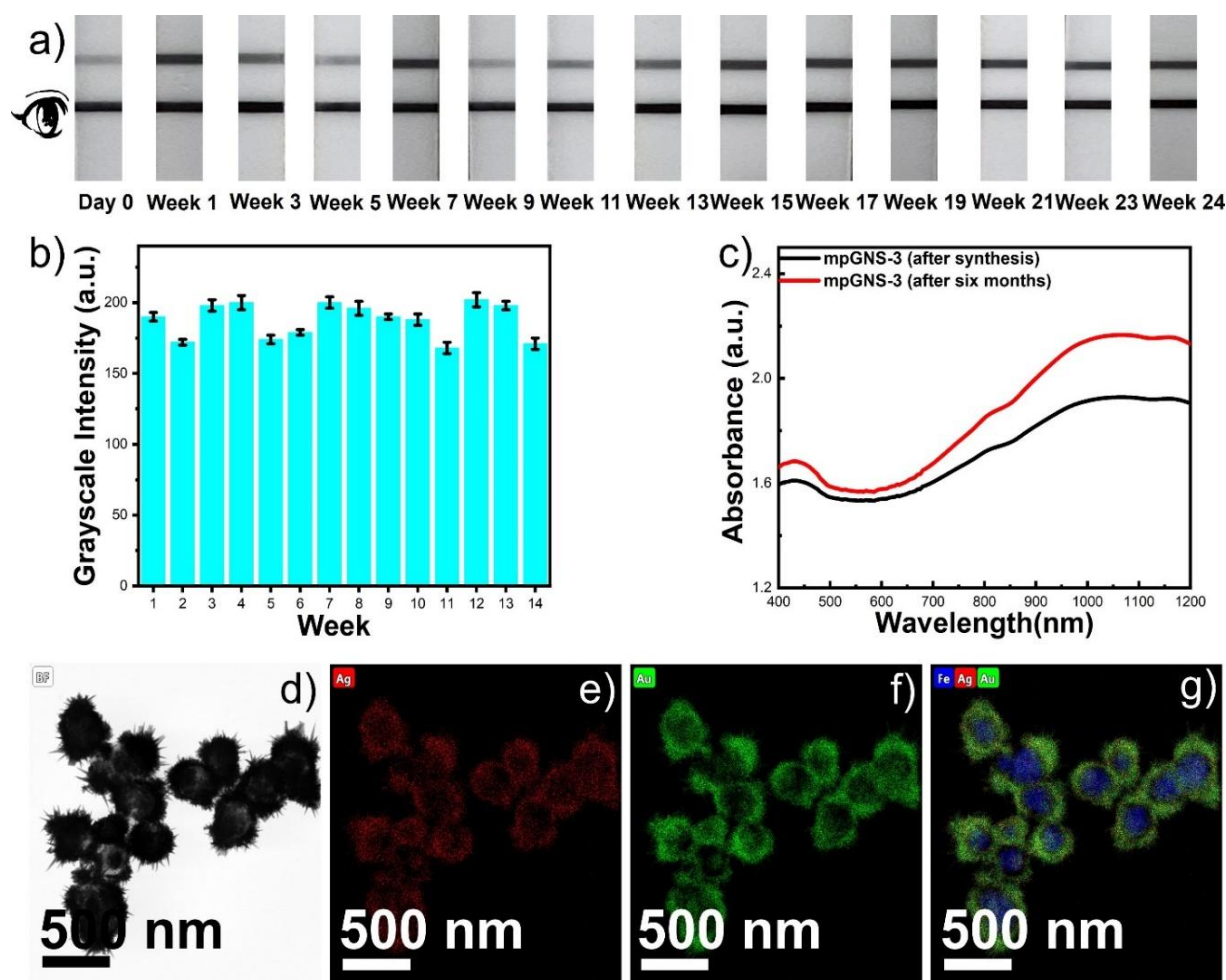 a)
Day 0 Week 1 Week 3 Week 5 Week 7 Week 9 Week 11 Week 13 Week 15 Week 17 Week 19 Week 21 Week 23 Week 24
b)
Grayscale Intensity (a.u.)
200
150
100
50
0
1 2 3 4 5 6 7 8 9 10 11 12 13 14
Week
c)
mpGNS-3 (after synthesis)
mpGNS-3 (after six months)
Absorbance (a.u.)
2.4
2.0
1.6
1.2
400 500 600 700 800 900 1000 1100 1200
Wavelength(nm)
BF
d)
500 nm
Ag
e)
500 nm
Au
f)
500 nm
Fe Ag Au
g)
500 nm